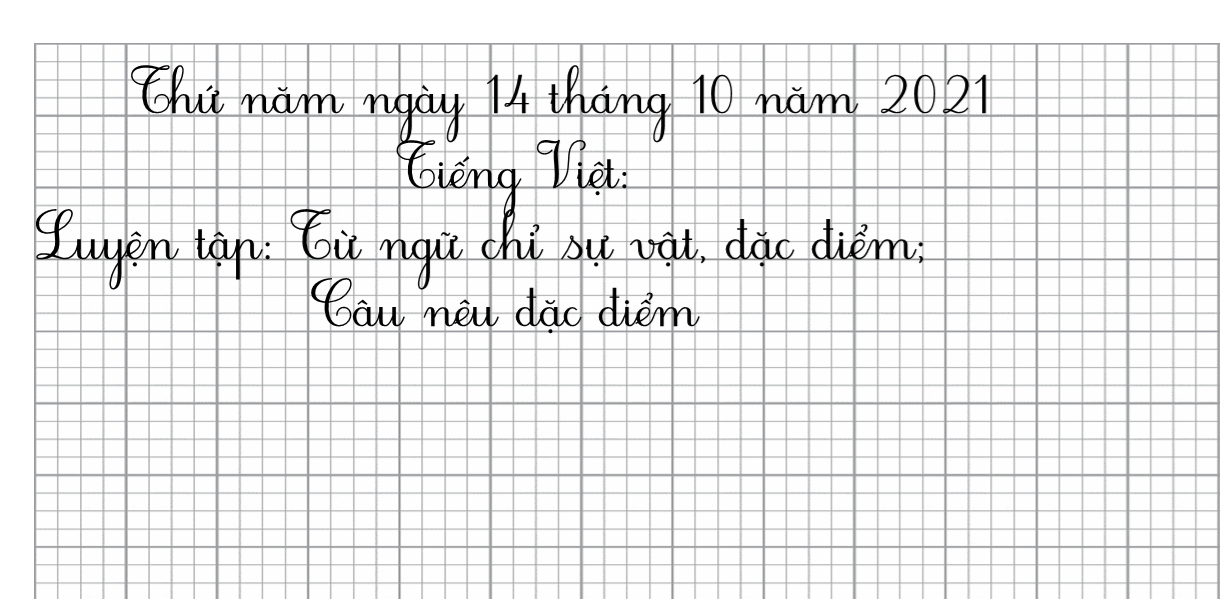 Thứ năm ngày 14 tháng 10 năm 2021
Tiếng Việt:
Luyện tập: Từ ngữ chỉ sự vật, đặc điểm;
Câu nêu đặc điểm